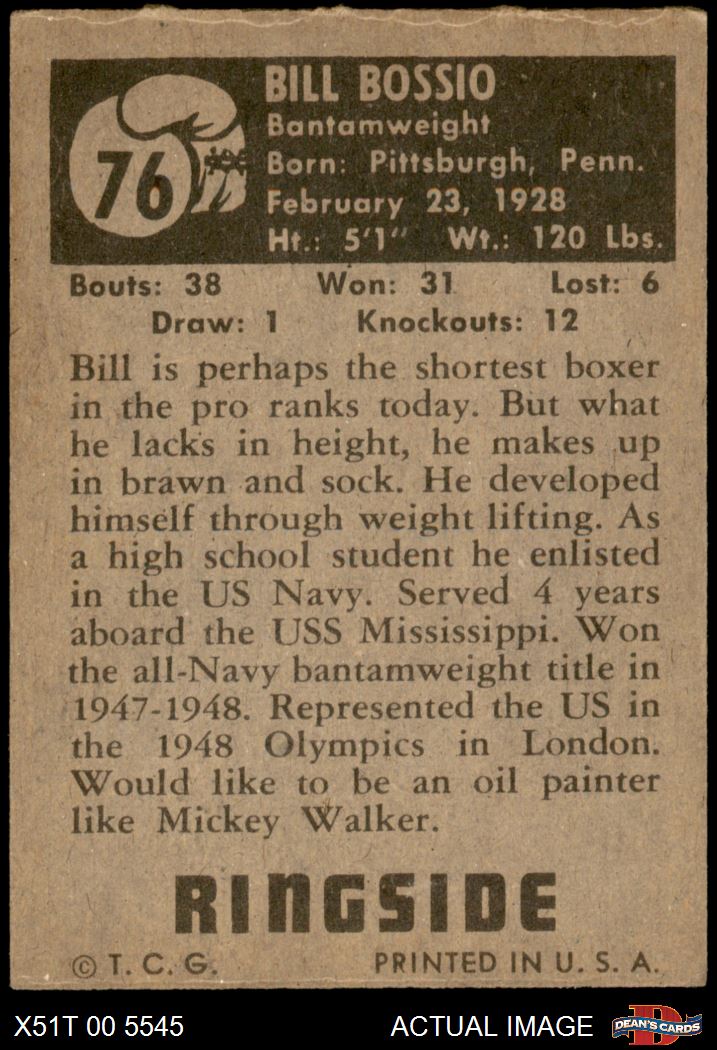 76
BILL BOSSIO
Bantamweight
Born: Pittsburgh, Penn.
February 23, 1928
Ht.: 5'1" Wt.: 120 Lbs.
Bouts: 38 Won: 31 Lost: 6
Draw: 1 Knockouts: 12
Bill is perhaps the shortest boxer
in the pro ranks today. But what
he lacks in height, he makes up
in brawn and sock. He developed
himself through weight lifting. As
a high school student he enlisted
in the US Navy. Served 4 years
aboard the USS Mississippi. Won
the all-Navy bantamweight title in
1947-1948. Represented the US in
the 1948 Olympics in London.
Would like to be an oil painter
like Mickey Walker.
RINGSIDE
© T. C. G. PRINTED IN U. S. A.
X51T 00 5545 ACTUAL IMAGE DEAN'S CARDS